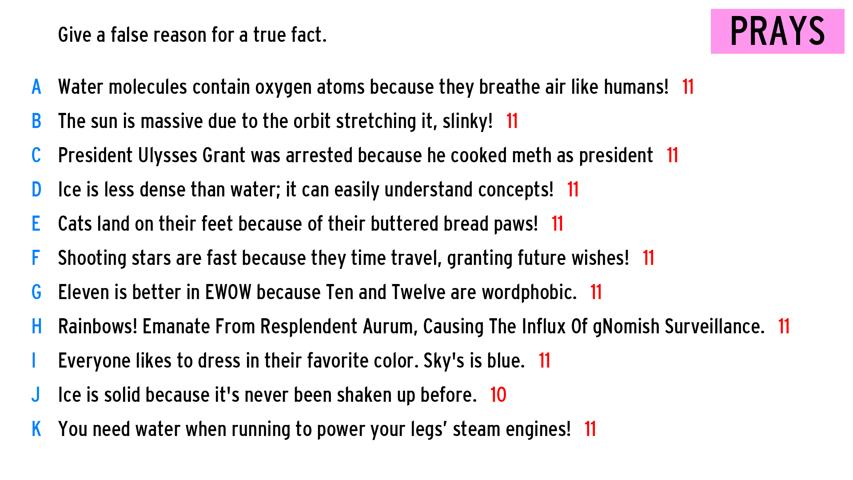 Give a false reason for a true fact.
PRAYS
A Water molecules contain oxygen atoms because they breathe air like humans! 11
B The sun is massive due to the orbit stretching it, slinky! 11
C President Ulysses Grant was arrested because he cooked meth as president 11
D Ice is less dense than water; it can easily understand concepts! 11
E Cats land on their feet because of their buttered bread paws! 11
F Shooting stars are fast because they time travel, granting future wishes! 11
G Eleven is better in EWOW because Ten and Twelve are wordphobic. 11
H Rainbows! Emanate From Resplendent Aurum, Causing The Influx Of gNomish Surveillance. 11
I Everyone likes to dress in their favorite color. Sky's is blue. 11
J Ice is solid because it's never been shaken up before. 10
K You need water when running to power your legs’ steam engines! 11